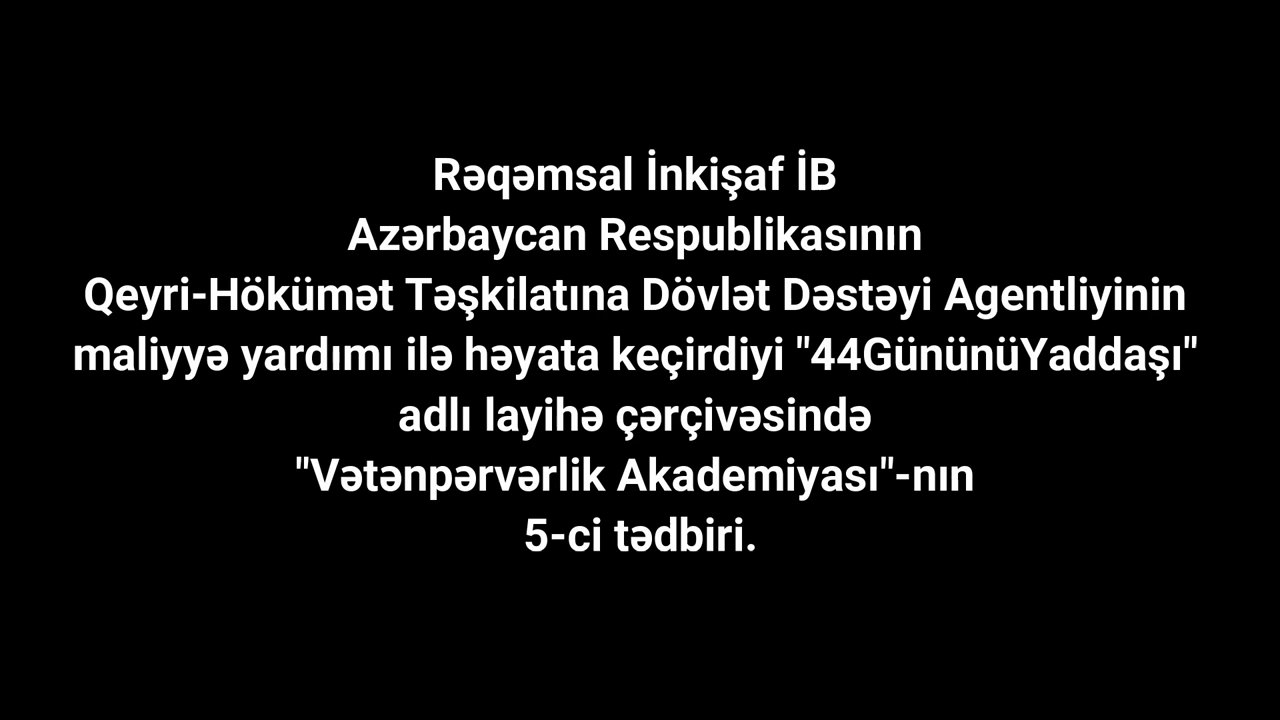 Rəqəmsal İnkişaf İB
Azərbaycan Respublikasının
Qeyri-Hökümət Təşkilatına Dövlət Dəstəyi Agentliyinin
maliyyə yardımı ilə həyata keçirdiyi "44GününüYaddaşı"
adlı layihə çərçivəsində
"Vətənpərvərlik Akademiyası"-nın
5-ci tədbiri.